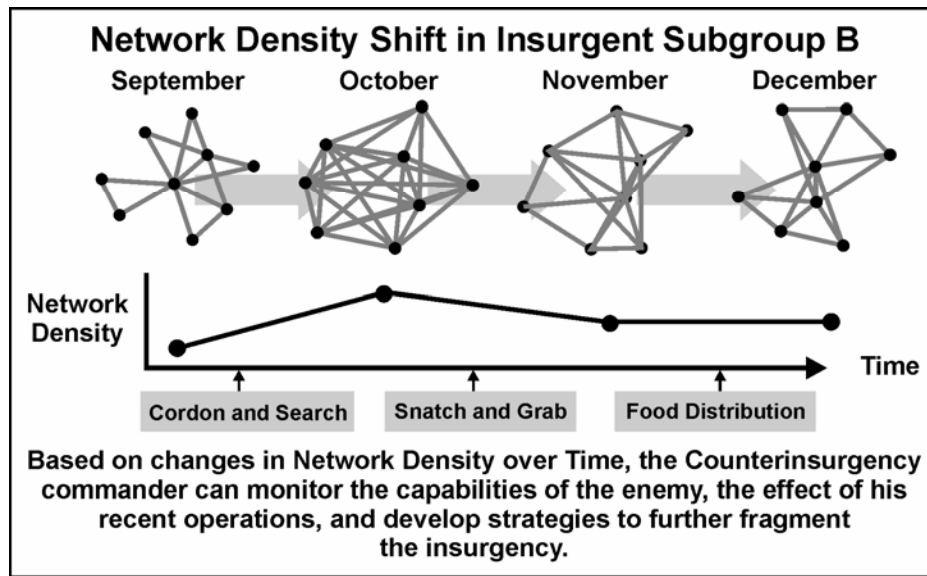 Network Density Shift in Insurgent Subgroup B
September October November December
Network
Density
Time
Cordon and Search Snatch and Grab Food Distribution
Based on changes in Network Density over Time, the Counterinsurgency
commander can monitor the capabilities of the enemy, the effect of his
recent operations, and develop strategies to further fragment
the insurgency.